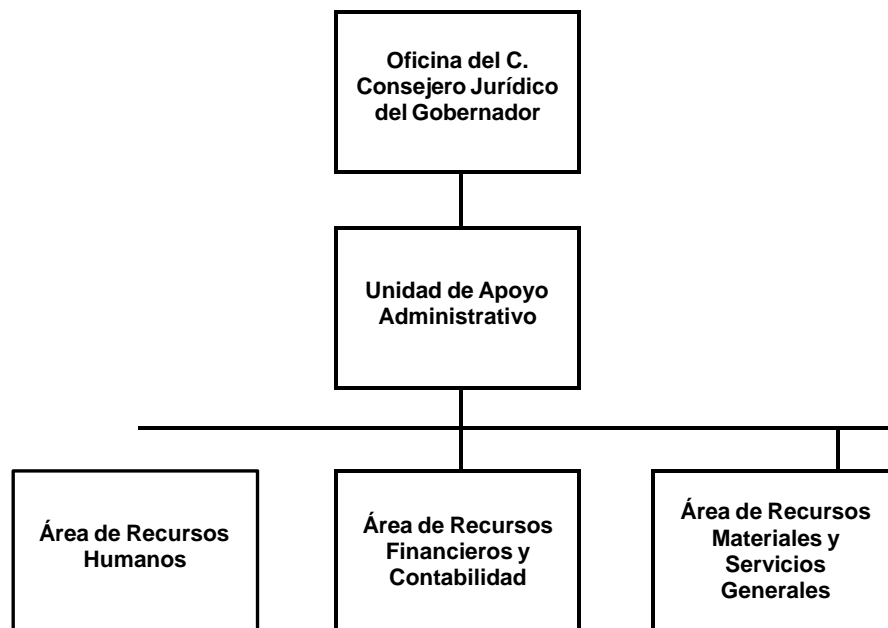 Oficina del C.
Consejero Jurídico
del Gobernador
Unidad de Apoyo
Administrativo
Área de Recursos
Humanos
Área de Recursos
Financieros y
Contabilidad
Área de Recursos
Materiales y
Servicios
Generales